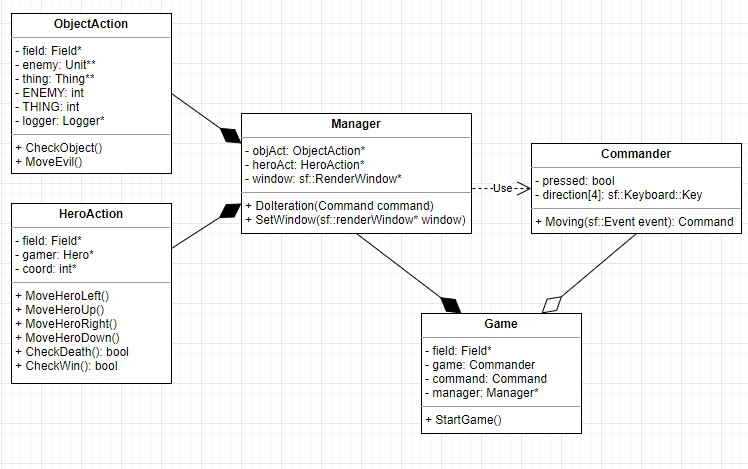 ObjectAction
- field: Field*
- enemy: Unit**
- thing: Thing**
- ENEMY: int
- THING: int
- logger: Logger*
+ CheckObject()
+ MoveEvil()
HeroAction
- field: Field*
- gamer: Hero*
- coord: int*
+ MoveHeroLeft()
+ MoveHeroUp()
+ MoveHeroRight()
+ MoveHeroDown()
+ CheckDeath(): bool
+ CheckWin(): bool
Manager
- objAct: ObjectAction*
- heroAct: HeroAction*
- window: sf::RenderWindow*
+ DoIteration(Command command)
+ SetWindow(sf::renderWindow* window)
Use
Commander
- pressed: bool
- direction[4]: sf::Keyboard::Key
+ Moving(sf::Event event): Command
Game
- field: Field*
- game: Commander
- command: Command
- manager: Manager*
+ StartGame()